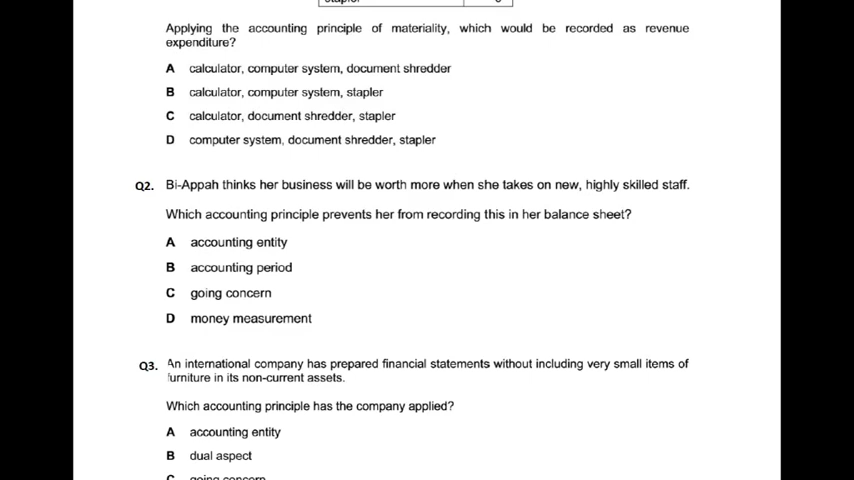 stapler
Applying the accounting principle of materiality, which would be recorded as revenue
expenditure?
A calculator, computer system, document shredder
B calculator, computer system, stapler
C calculator, document shredder, stapler
D computer system, document shredder, stapler
Q2. Bi-Appah thinks her business will be worth more when she takes on new, highly skilled staff.
Which accounting principle prevents her from recording this in her balance sheet?
A accounting entity
B accounting period
C going concern
D money measurement
Q3. An international company has prepared financial statements without including very small items of
furniture in its non-current assets.
Which accounting principle has the company applied?
A accounting entity
B dual aspect
C going concern